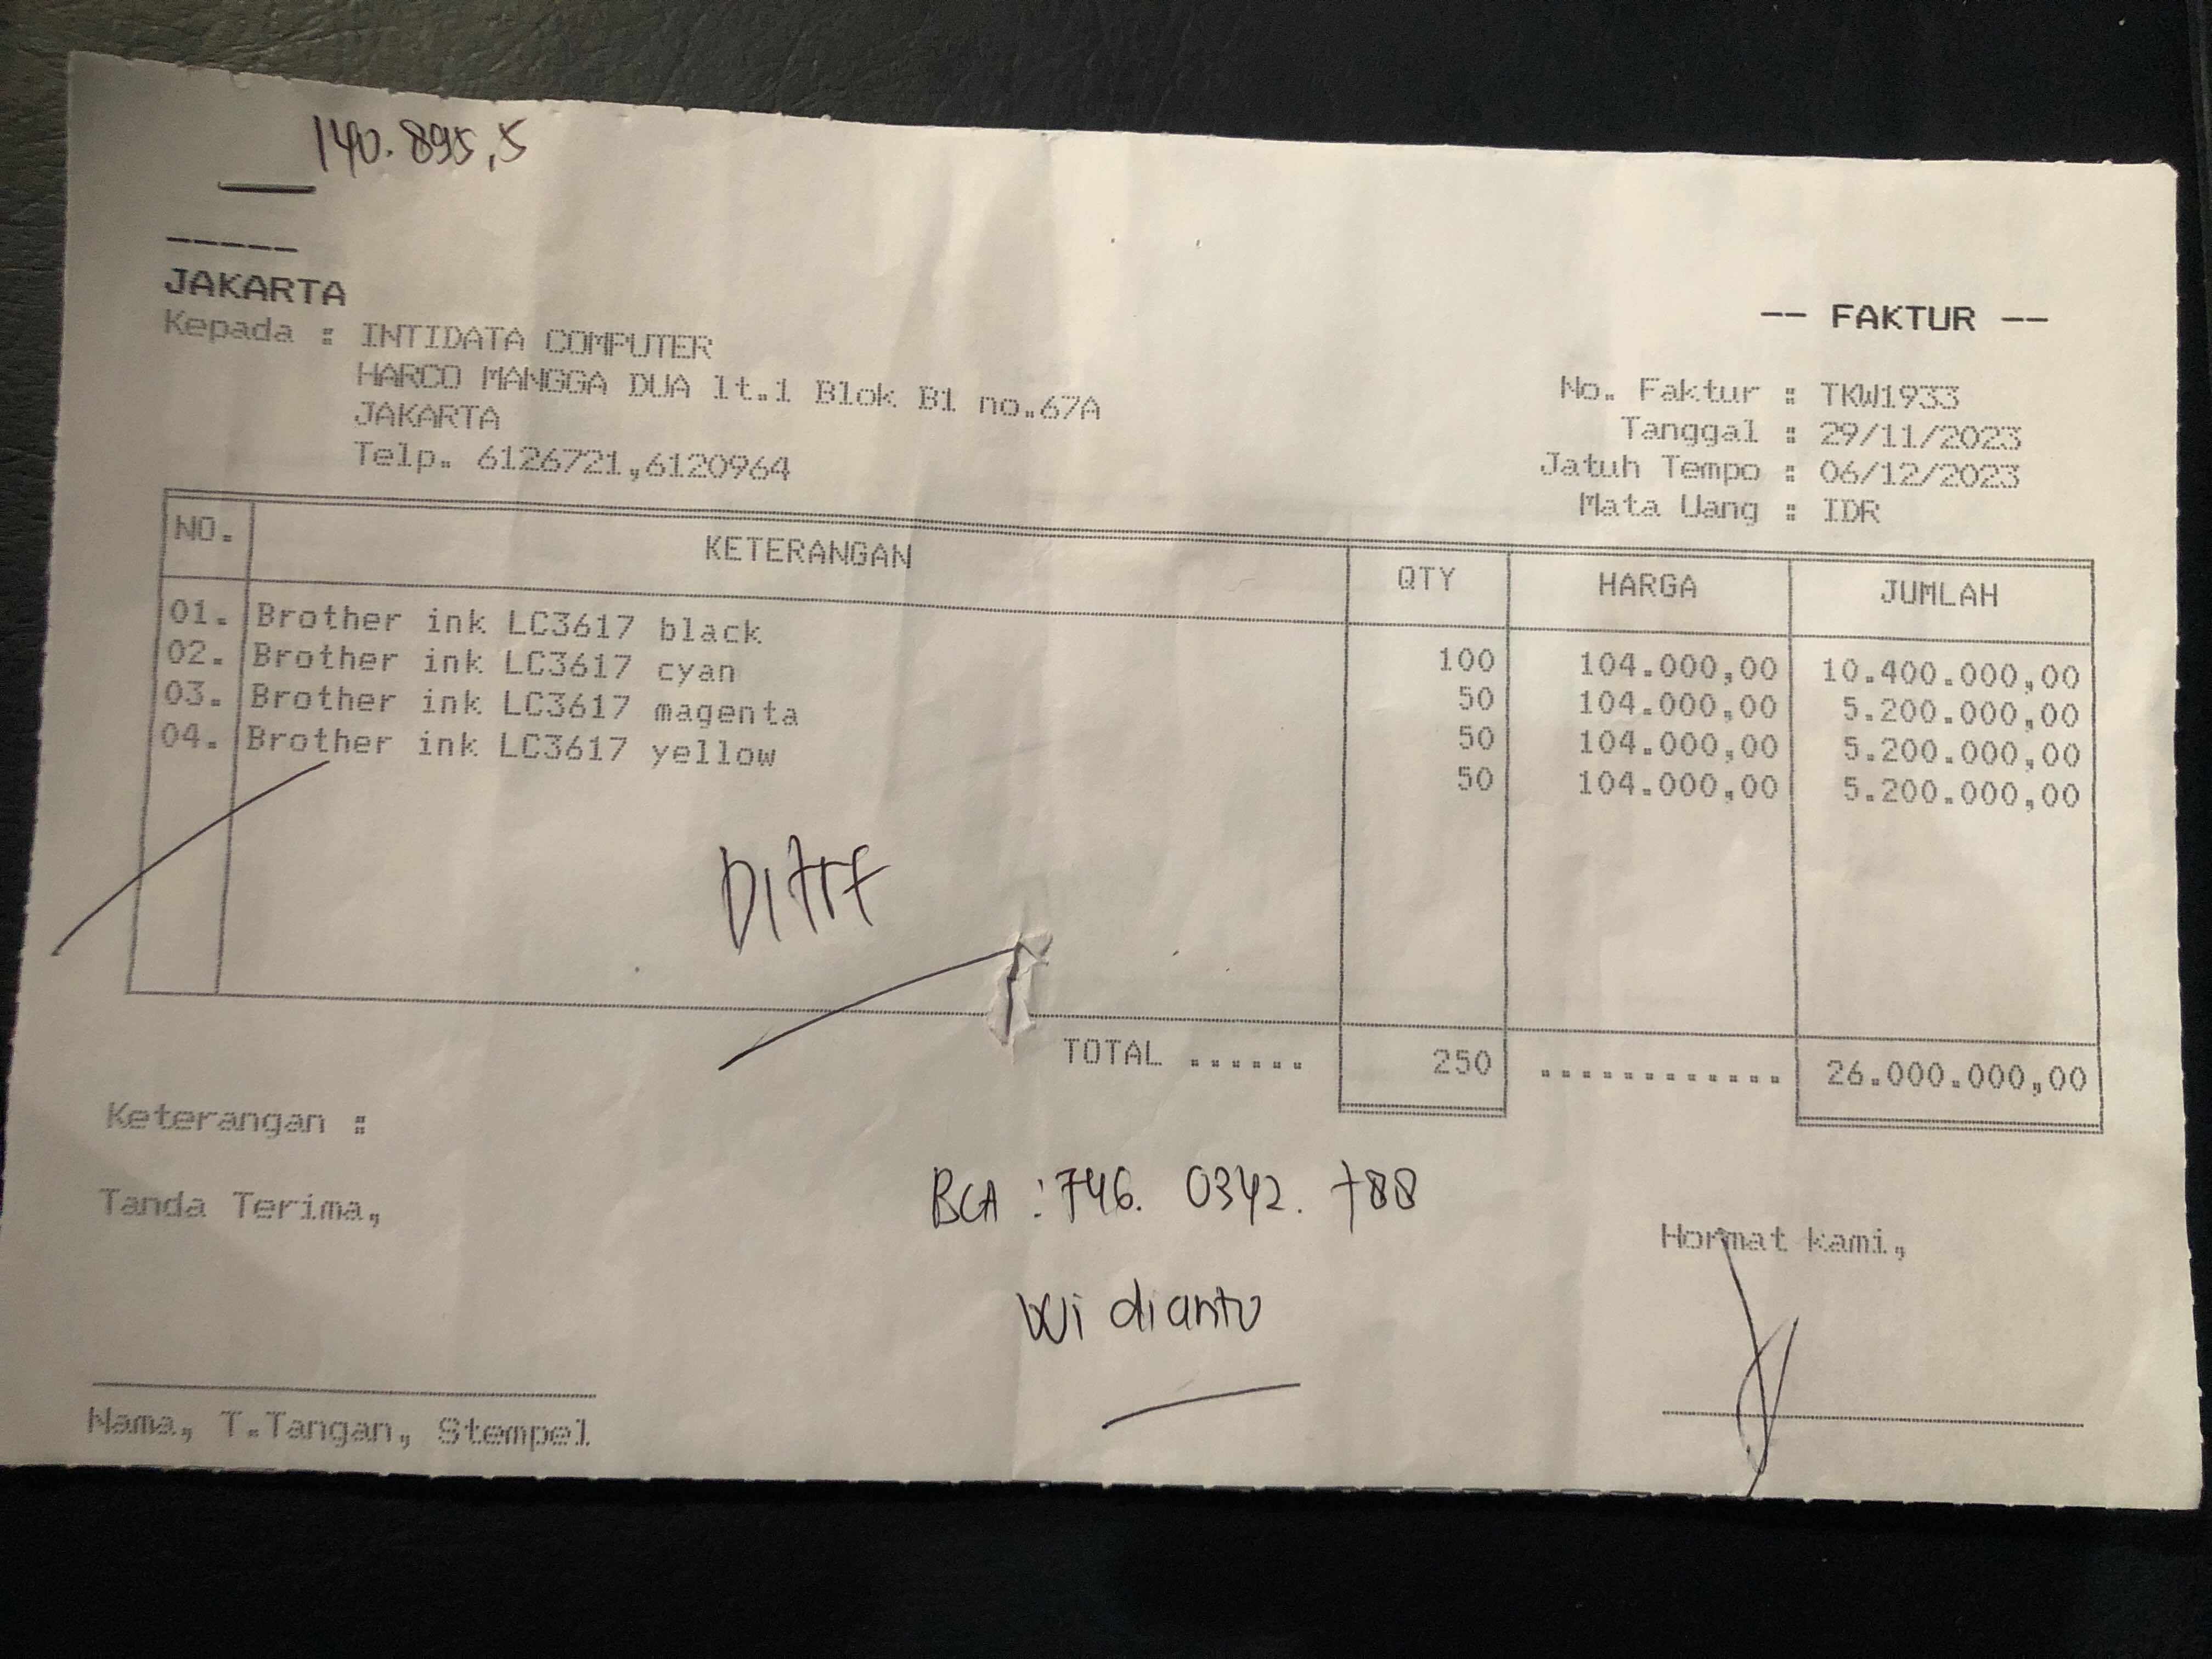 140.895,5
-----
JAKARTA
-- FAKTUR --
Kepada : INTIDATA COMPUTER
HARCO MANGGA DUA lt.1 Blok B1 no.67A
JAKARTA
Telp. 6126721,6120964
No. Faktur : TKW1933
Tanggal : 29/11/2023
Jatuh Tempo : 06/12/2023
Mata Uang : IDR
NO. KETERANGAN QTY HARGA JUMLAH
01. Brother ink LC3617 black 100 104.000,00 10.400.000,00
02. Brother ink LC3617 cyan 50 104.000,00 5.200.000,00
03. Brother ink LC3617 magenta 50 104.000,00 5.200.000,00
04. Brother ink LC3617 yellow 50 104.000,00 5.200.000,00
TOTAL ...... 250 ............ 26.000.000,00
Keterangan :
BCA : 746. 0342. 788
Tanda Terima,
Hormat kami,
Widianto
Nama, T.Tangan, Stempel